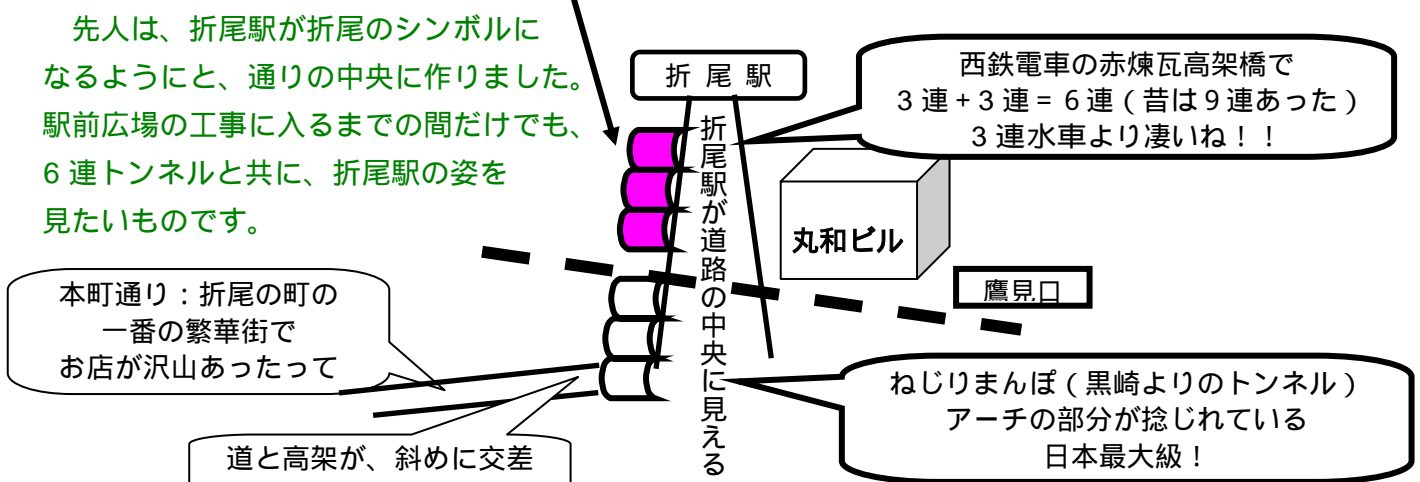 先人は、折尾駅が折尾のシンボルに
なるようにと、通りの中央に作りました。
駅前広場の工事に入るまでの間だけでも、
6連トンネルと共に、折尾駅の姿を
見たいものです。
折尾駅
西鉄電車の赤煉瓦高架橋で
3連+3連=6連(昔は9連あった)
3連水車より凄いね!!
折尾駅が道路の中央に見える
丸和ビル
鷹見口
本町通り:折尾の町の
一番の繁華街で
お店が沢山あったって
ねじりまんぽ(黒崎よりのトンネル)
アーチの部分が捻じれている
日本最大級!
道と高架が、斜めに交差